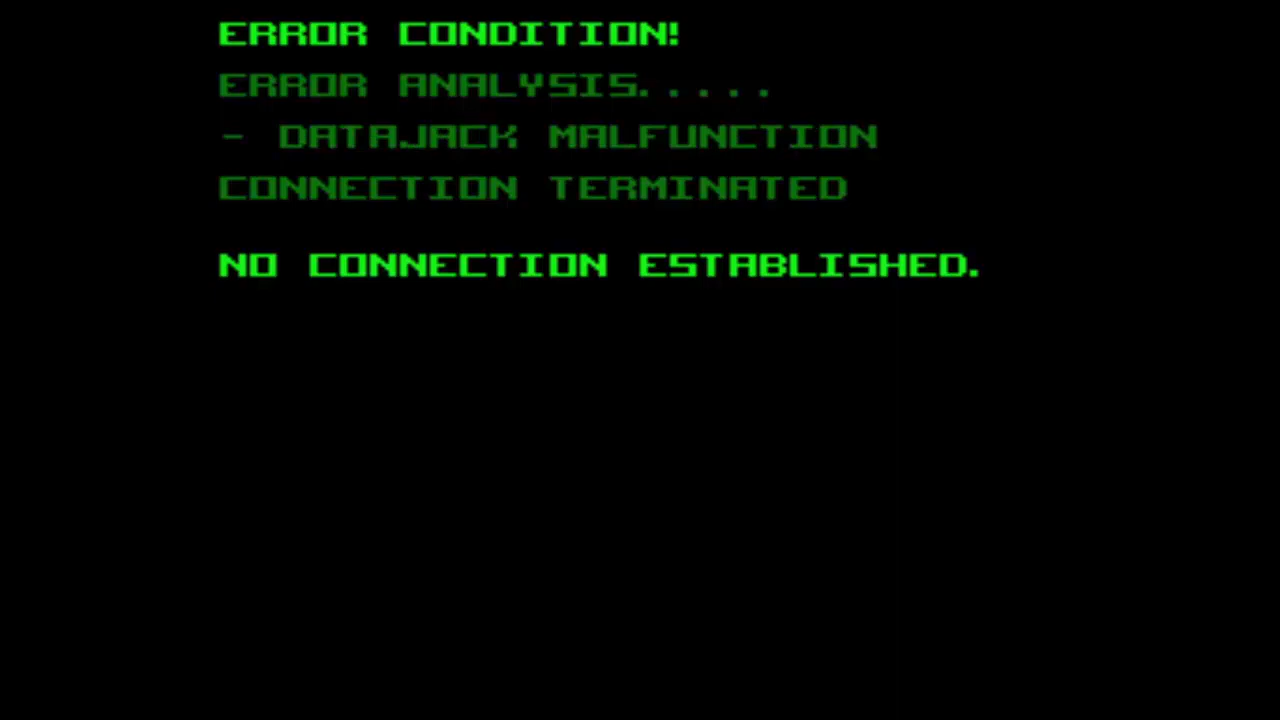 ERROR CONDITION!
ERROR ANALYSIS.....
- DATAJACK MALFUNCTION
CONNECTION TERMINATED
NO CONNECTION ESTABLISHED.